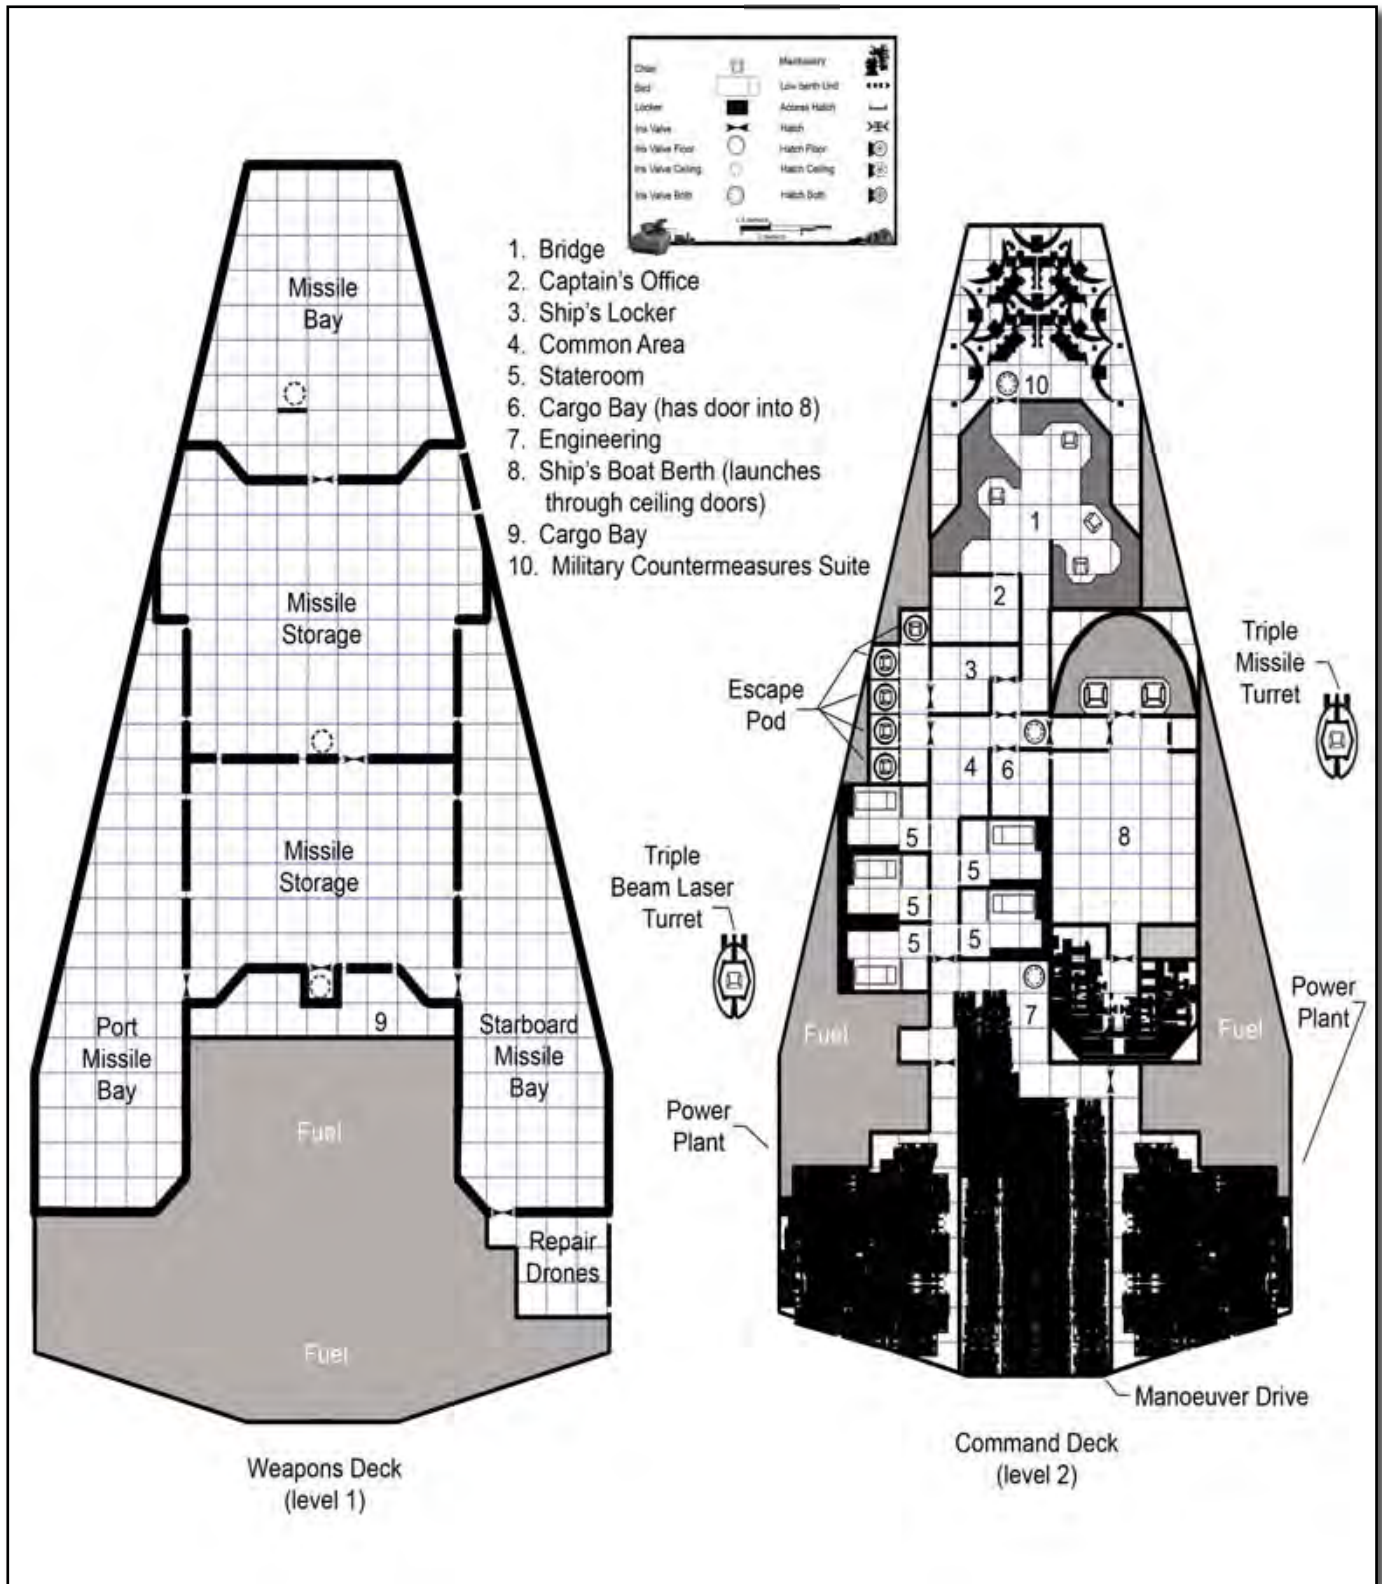 Chair
Bed
Locker
Iris Valve
Iris Valve Floor
Iris Valve Ceiling
Iris Valve Both
Machinery
Low berth Unit
Access Hatch
Hatch
Hatch Floor
Hatch Ceiling
Hatch Both
1. Bridge
2. Captain's Office
3. Ship's Locker
4. Common Area
5. Stateroom
6. Cargo Bay (has door into 8)
7. Engineering
8. Ship's Boat Berth (launches
through ceiling doors)
9. Cargo Bay
10. Military Countermeasures Suite
Missile
Bay
Missile
Storage
Missile
Storage
Port
Missile
Bay
9
Starboard
Missile
Bay
Fuel
Repair
Drones
Fuel
Weapons Deck
(level 1)
10
1
2
3
Escape
Pod
4
6
5
5
8
5
5
5
7
Fuel
Fuel
Triple
Missile
Turret
Triple
Beam Laser
Turret
Power
Plant
Power
Plant
Manoeuver Drive
Command Deck
(level 2)